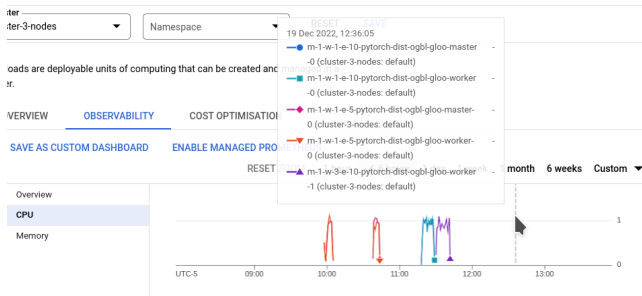 ster
ster-3-nodes
Namespace
RESET
SAVE
19 Dec 2022, 12:36:05
m-1-w-1-e-10-pytorch-dist-ogbl-gloo-master -
-0 (cluster-3-nodes: default)
m-1-w-1-e-10-pytorch-dist-ogbl-gloo-worker -
-0 (cluster-3-nodes: default)
m-1-w-1-e-5-pytorch-dist-ogbl-gloo-master- -
0 (cluster-3-nodes: default)
m-1-w-1-e-5-pytorch-dist-ogbl-gloo-worker- -
0 (cluster-3-nodes: default)
m-1-w-3-e-10-pytorch-dist-ogbl-gloo-worker -
-1 (cluster-3-nodes: default)
oads are deployable units of computing that can be created and managed in a
er.
VERVIEW
OBSERVABILITY
COST OPTIMISATION
SAVE AS CUSTOM DASHBOARD
ENABLE MANAGED PRO
RESET
month
6 weeks
Custom
Overview
CPU
Memory
1
0
UTC-5
09:00
10:00
11:00
12:00
13:00